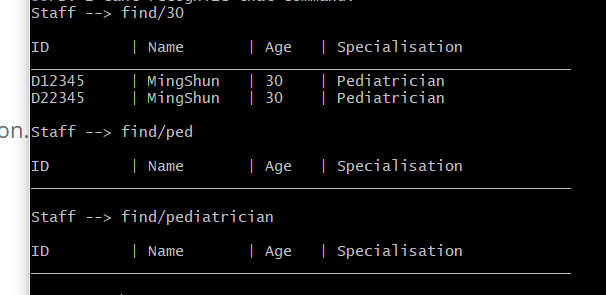 Staff --> find/30
ID | Name | Age | Specialisation
D12345 | MingShun | 30 | Pediatrician
D22345 | MingShun | 30 | Pediatrician
on.
Staff --> find/ped
ID | Name | Age | Specialisation
Staff --> find/pediatrician
ID | Name | Age | Specialisation